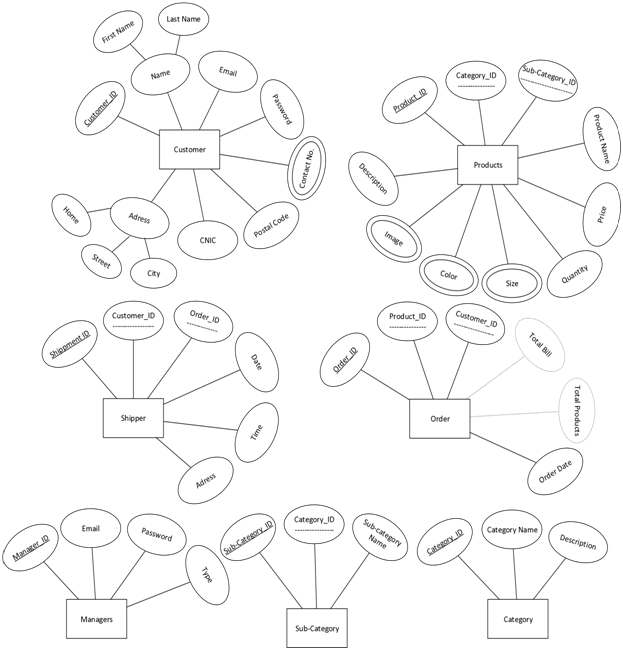 First Name
Last Name
Name
Email
Customer_ID
Password
Customer
Contact No.
Home
Adress
Street
City
CNIC
Postal Code
Category_ID
Sub-Category_ID
Product_ID
Product Name
Products
Description
Price
Image
Color
Size
Quantity
Shippment ID
Customer_ID
Order_ID
Date
Shipper
Time
Adress
Product_ID
Customer_ID
Order_ID
Total Bill
Total Products
Order
Order Date
Manager_ID
Email
Password
Type
Managers
Sub-Category_ID
Category_ID
Sub-category
Name
Sub-Category
Category_ID
Category Name
Description
Category